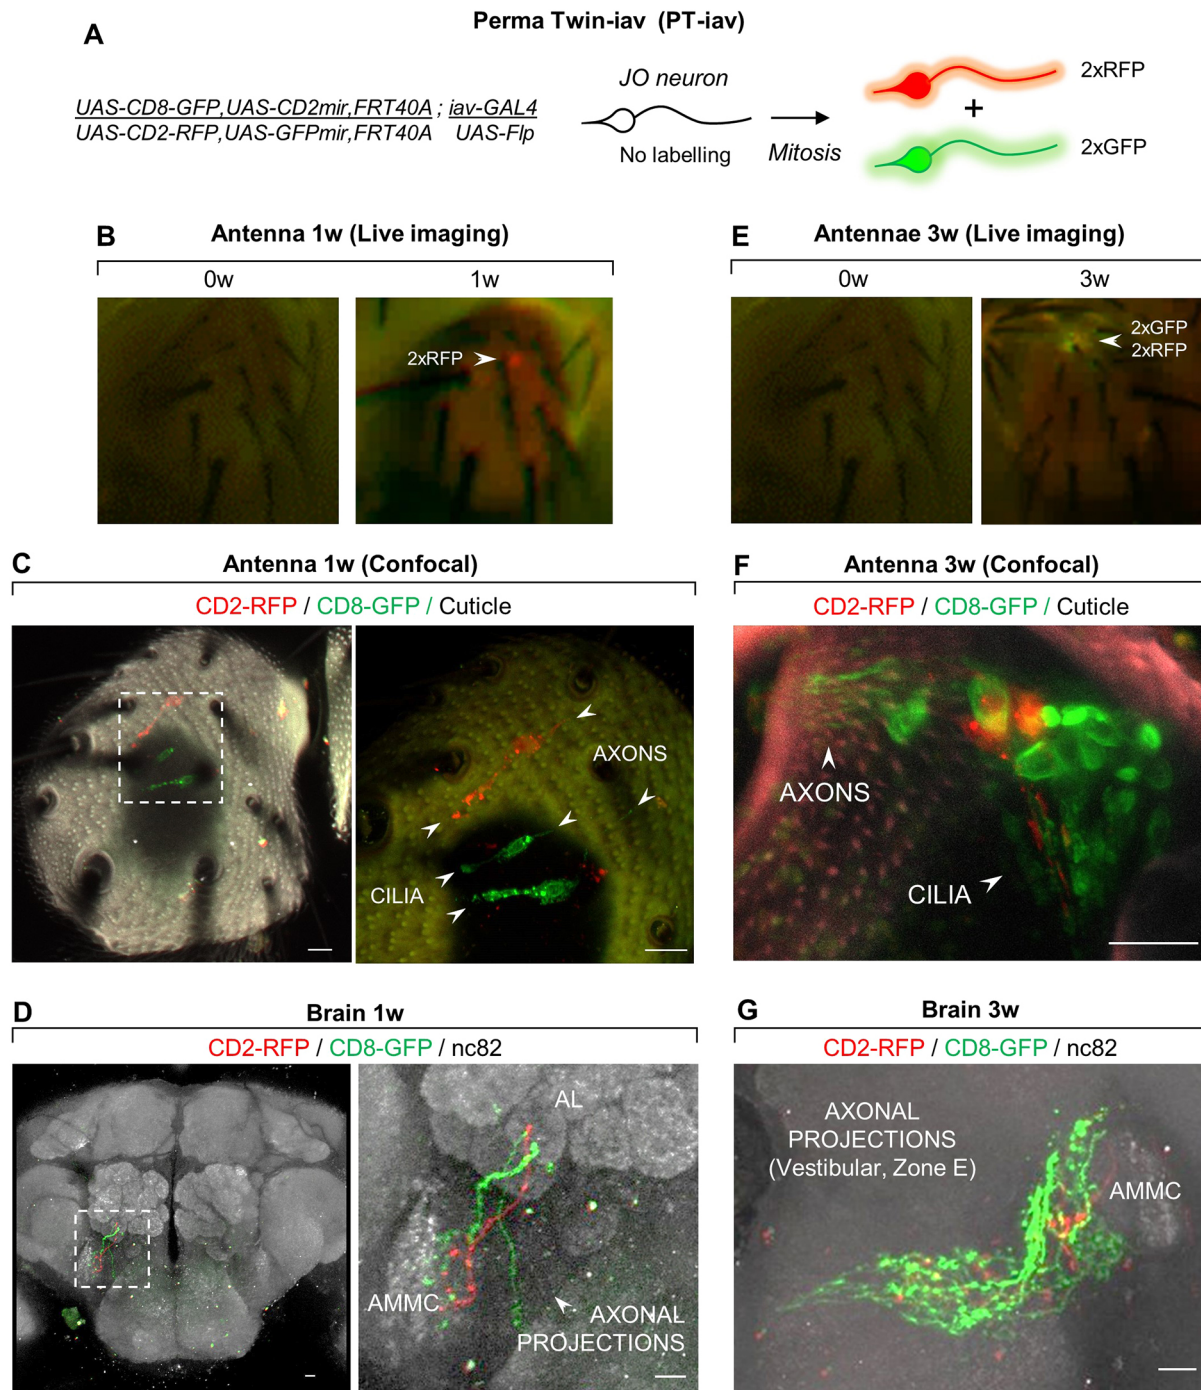 Perma Twin-iav (PT-iav)
A
UAS-CD8-GFP,UAS-CD2mir,FRT40A ; iav-GAL4
UAS-CD2-RFP,UAS-GFPmir,FRT40A UAS-Flp
JO neuron
No labelling
Mitosis
2xRFP
+
2xGFP
B
Antenna 1w (Live imaging)
0w
1w
2xRFP
E
Antennae 3w (Live imaging)
0w
3w
2xGFP
2xRFP
C
Antenna 1w (Confocal)
CD2-RFP / CD8-GFP / Cuticle
AXONS
CILIA
F
Antenna 3w (Confocal)
CD2-RFP / CD8-GFP / Cuticle
AXONS
CILIA
D
Brain 1w
CD2-RFP / CD8-GFP / nc82
AL
AMMC
AXONAL
PROJECTIONS
G
Brain 3w
CD2-RFP / CD8-GFP / nc82
AXONAL
PROJECTIONS
(Vestibular, Zone E)
AMMC